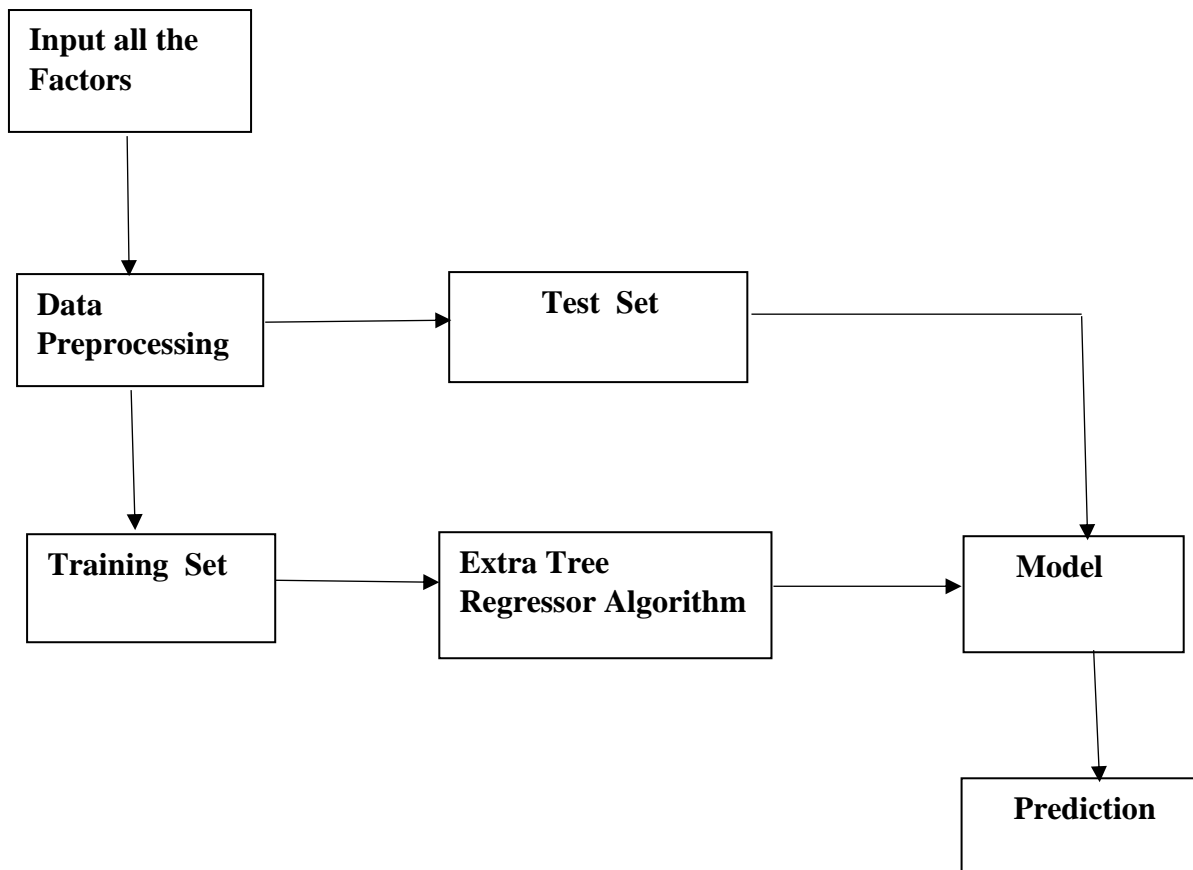 Input all the
Factors
Data
Preprocessing
Test  Set
Training  Set
Extra Tree
Regressor Algorithm
Model
Prediction